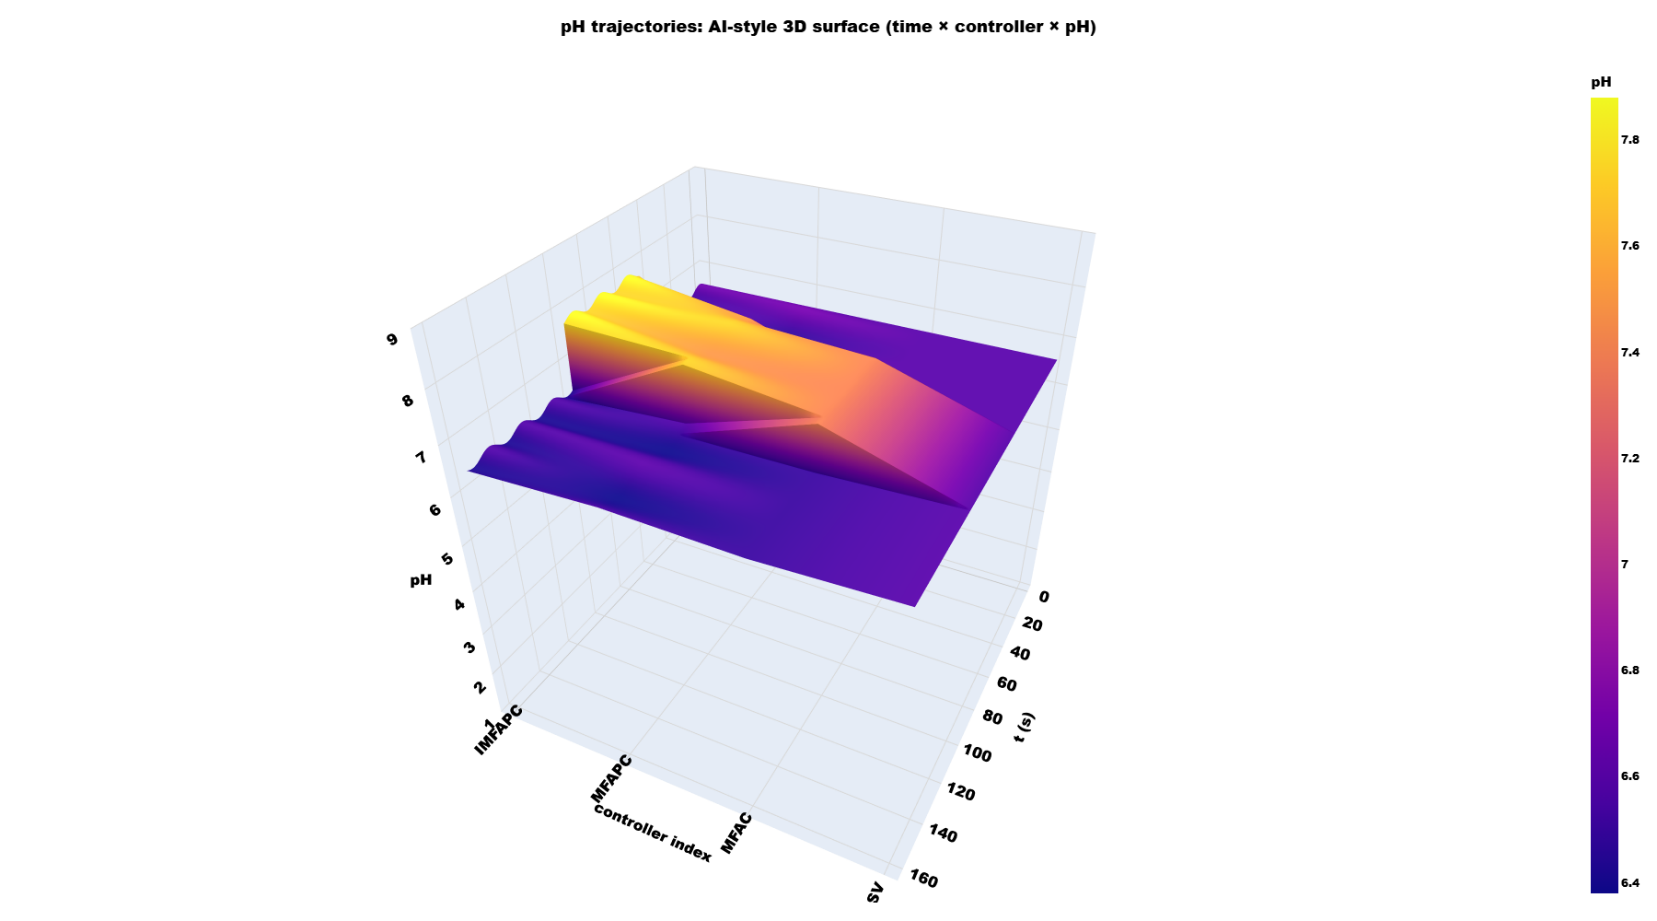 pH trajectories: AI-style 3D surface (time × controller × pH)
pH
7.8
7.6
7.4
7.2
7
6.8
6.6
6.4
9
8
7
6
5
4
3
2
1
pH
IMFAPC
MFAPC
MFAC
SV
controller index
0
20
40
60
80
100
120
140
160
t (s)